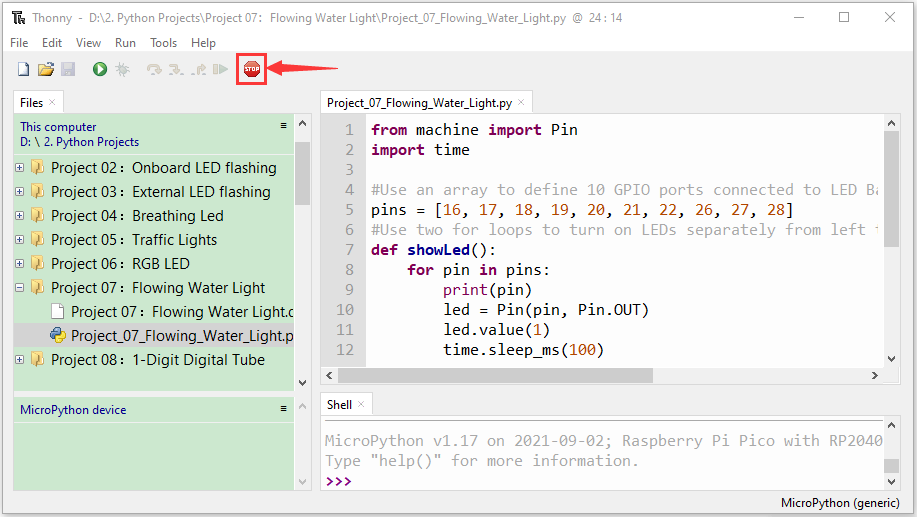 Thonny - D:\2. Python Projects\Project 07：Flowing Water Light\Project_07_Flowing_Water_Light.py @ 24 : 14
File Edit View Run Tools Help
STOP
Files
This computer
D: \ 2. Python Projects
Project 02：Onboard LED flashing
Project 03：External LED flashing
Project 04：Breathing Led
Project 05：Traffic Lights
Project 06：RGB LED
Project 07：Flowing Water Light
Project 07：Flowing Water Light.c
Project_07_Flowing_Water_Light.p
Project 08：1-Digit Digital Tube
MicroPython device
Project_07_Flowing_Water_Light.py
1 from machine import Pin
2 import time
3
4 #Use an array to define 10 GPIO ports connected to LED Ba
5 pins = [16, 17, 18, 19, 20, 21, 22, 26, 27, 28]
6 #Use two for loops to turn on LEDs separately from left
7 def showLed():
8 for pin in pins:
9 print(pin)
10 led = Pin(pin, Pin.OUT)
11 led.value(1)
12 time.sleep_ms(100)
Shell
MicroPython v1.17 on 2021-09-02; Raspberry Pi Pico with RP2040
Type "help()" for more information.
>>>
MicroPython (generic)